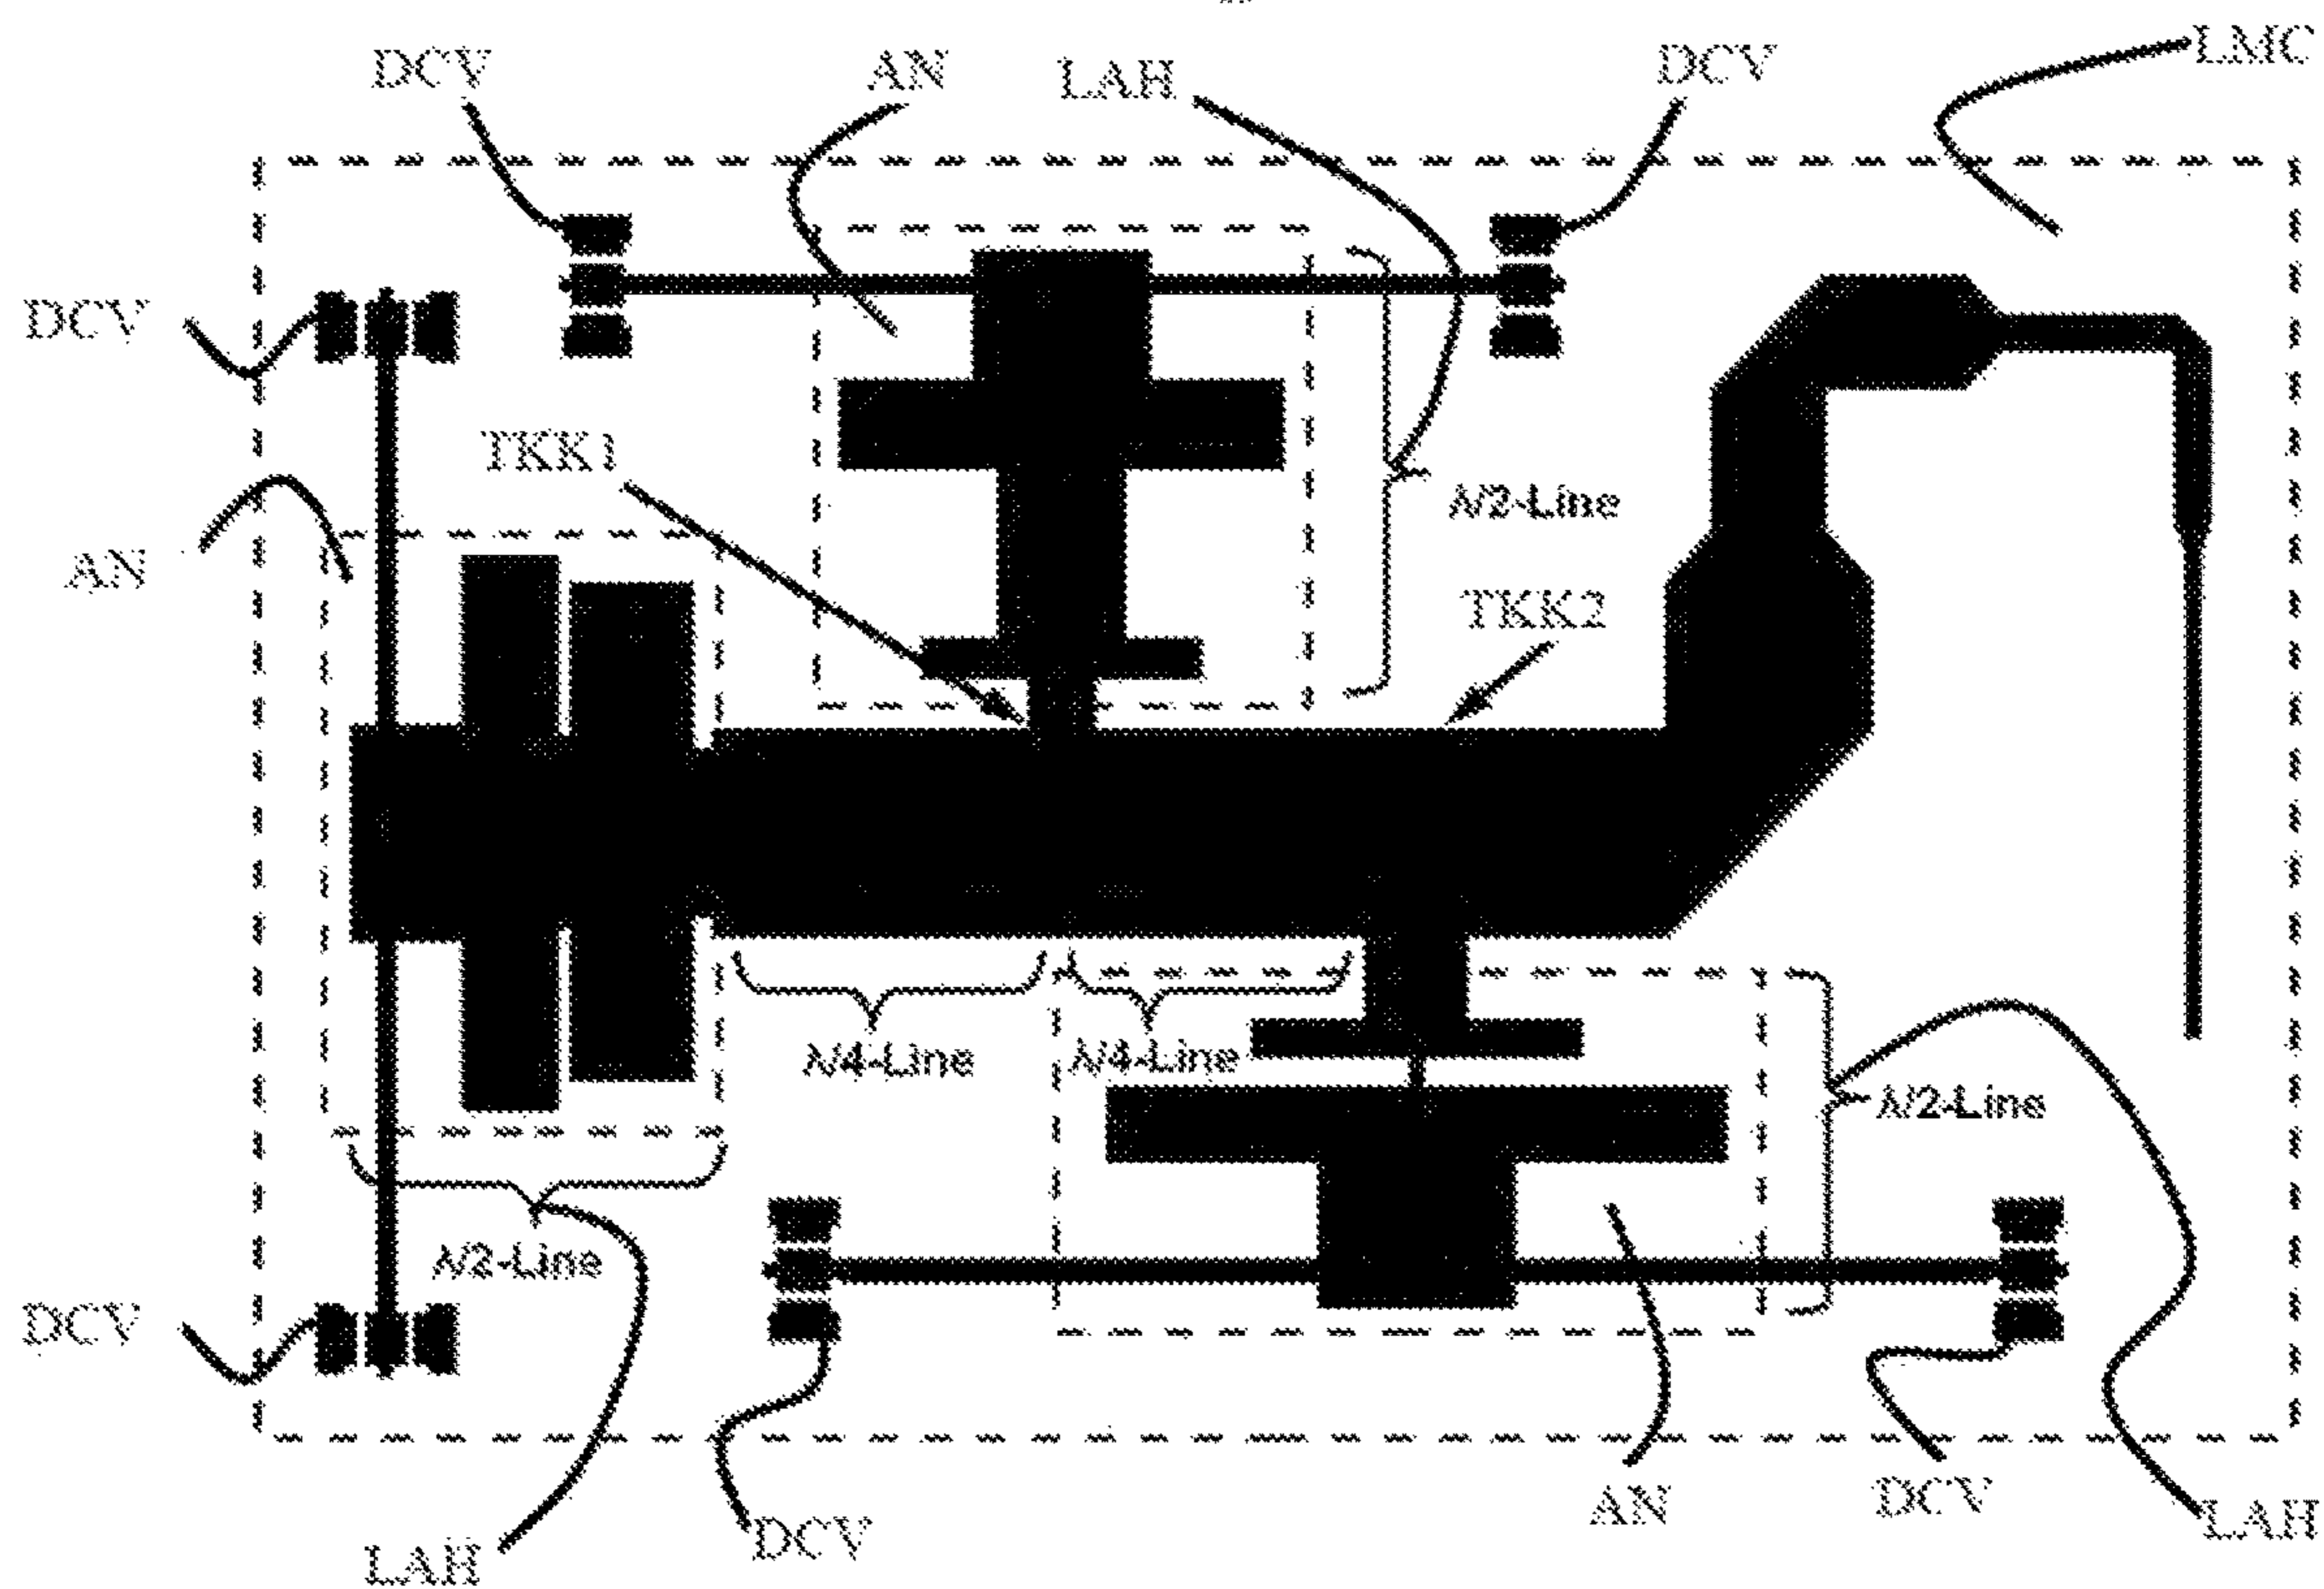 DCV
AN
LAH
DCV
LMC
DCV
TKK1
λ/2-Line
AN
TKK2
λ/4-Line
λ/4-Line
λ/2-Line
λ/2-Line
DCV
AN
DCV
LAH
DCV
LAH